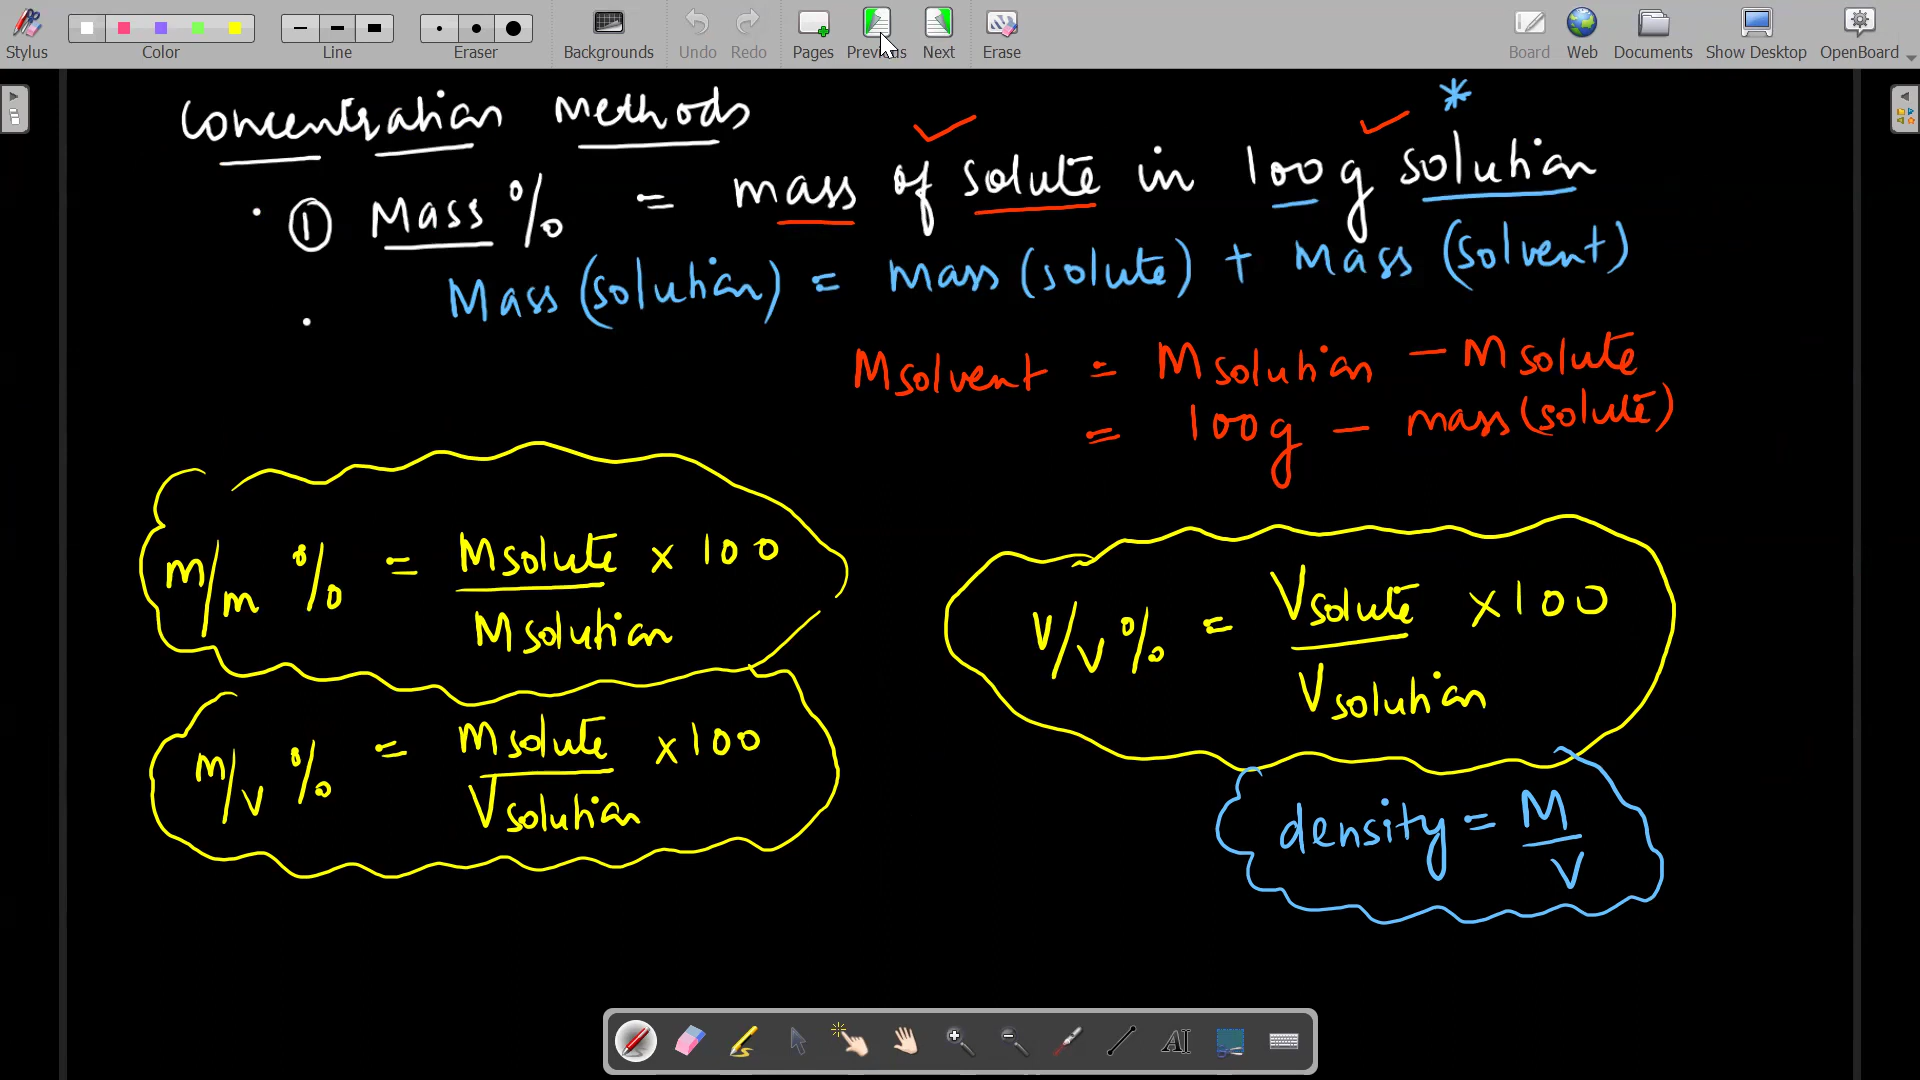 Stylus Color Line Eraser Backgrounds Undo Redo Pages Previous Next Erase Board Web Documents Show Desktop OpenBoard
Concentration Methods
① Mass % = mass of solute in 100g solution *
Mass (solution) = mass (solute) + Mass (solvent)
Msolvent = Msolution - Msolute
= 100g - mass (solute)
m/m % = Msolute x 100
Msolution
V/V % = Vsolute x 100
Vsolution
m/v % = Msolute x 100
Vsolution
density = M
V
AI